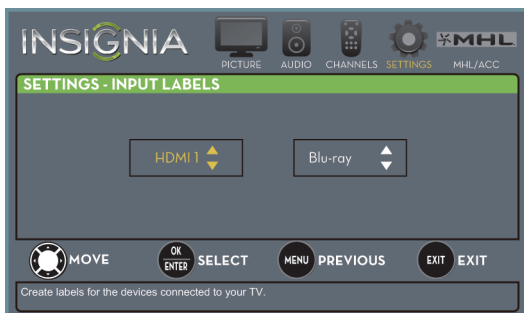 INSIGNIA
PICTURE AUDIO CHANNELS SETTINGS MHL MHL/ACC
SETTINGS - INPUT LABELS
HDMI 1 Blu-ray
MOVE OK ENTER SELECT MENU PREVIOUS EXIT EXIT
Create labels for the devices connected to your TV.